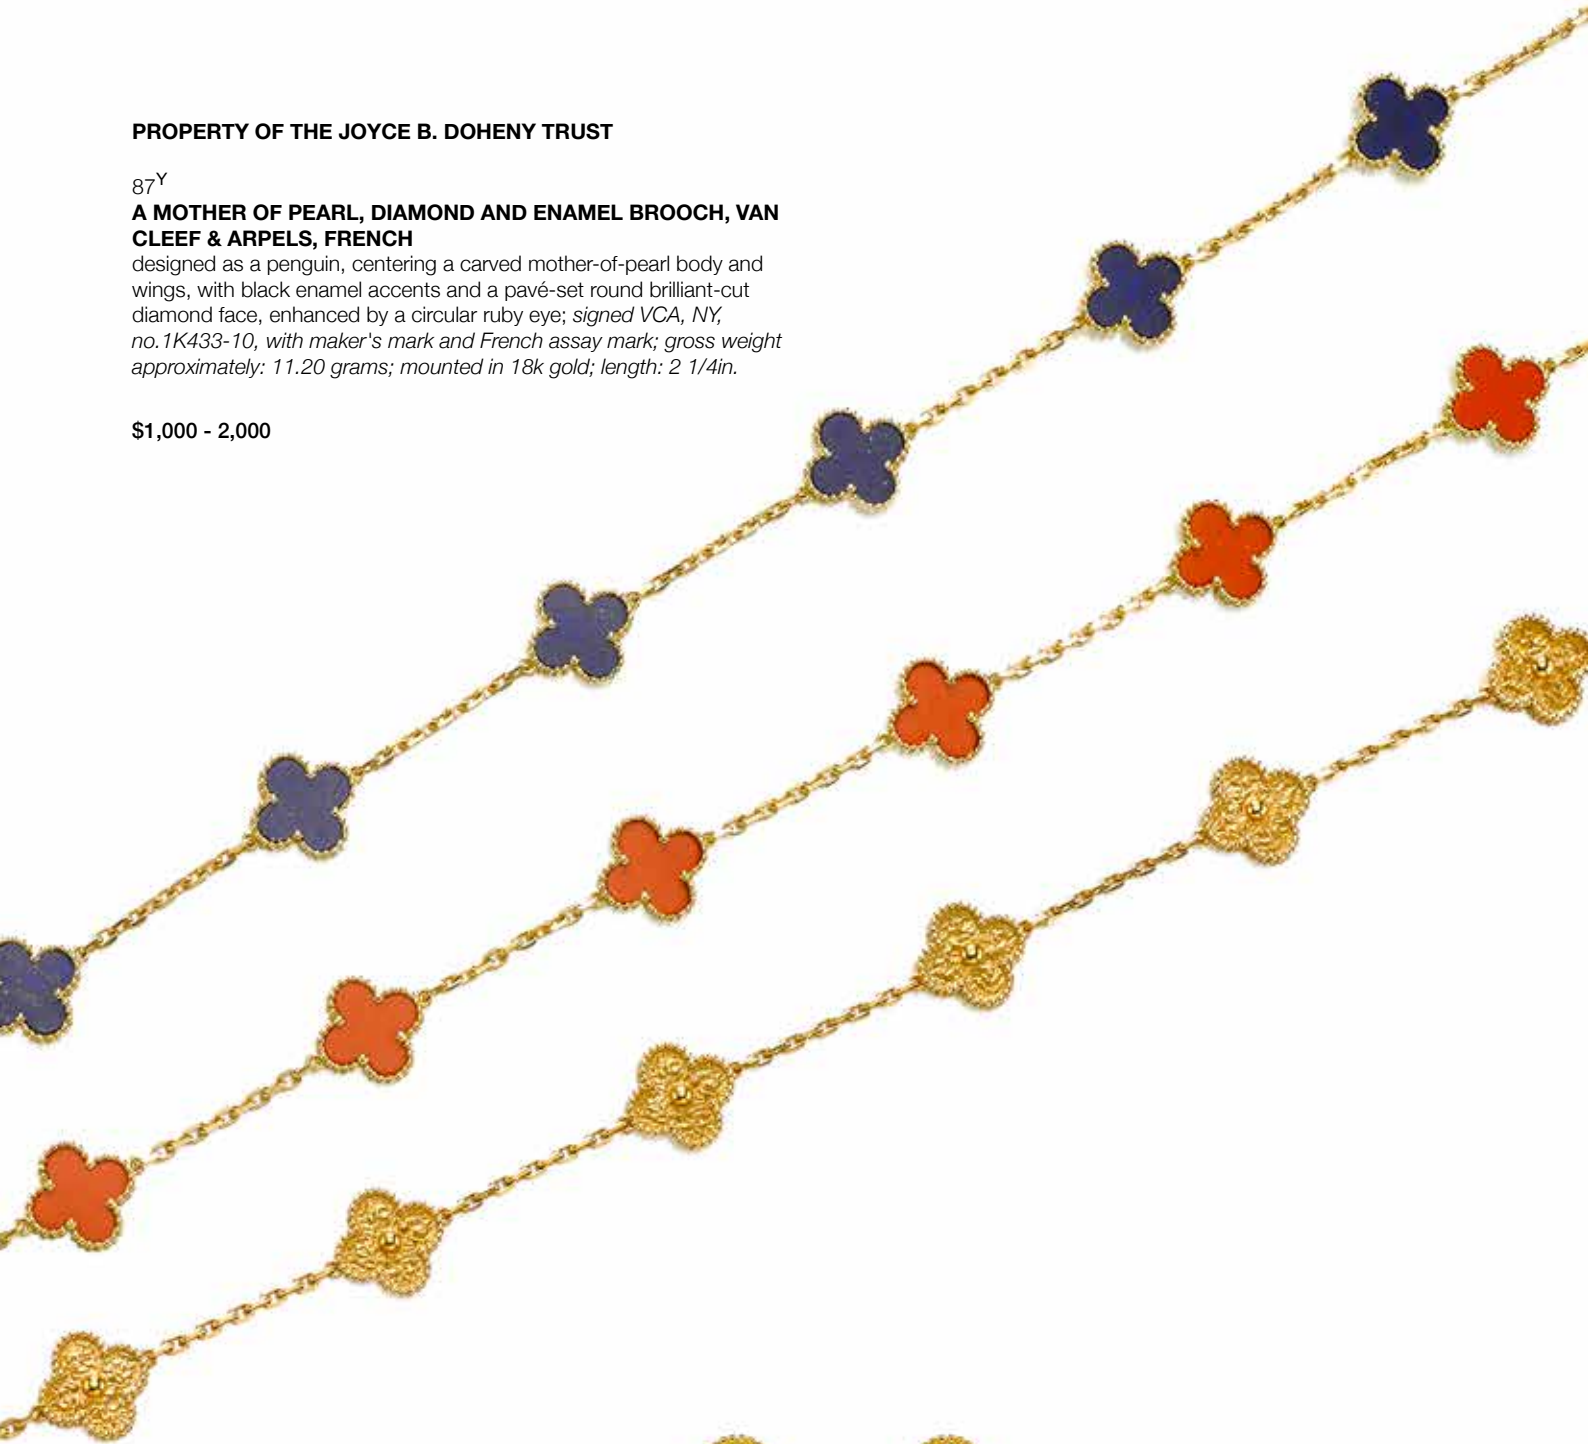 PROPERTY OF THE JOYCE B. DOHENY TRUST
87Y
A MOTHER OF PEARL, DIAMOND AND ENAMEL BROOCH, VAN
CLEEF & ARPELS, FRENCH
designed as a penguin, centering a carved mother-of-pearl body and
wings, with black enamel accents and a pavé-set round brilliant-cut
diamond face, enhanced by a circular ruby eye; signed VCA, NY,
no.1K433-10, with maker's mark and French assay mark; gross weight
approximately: 11.20 grams; mounted in 18k gold; length: 2 1/4in.
$1,000 - 2,000